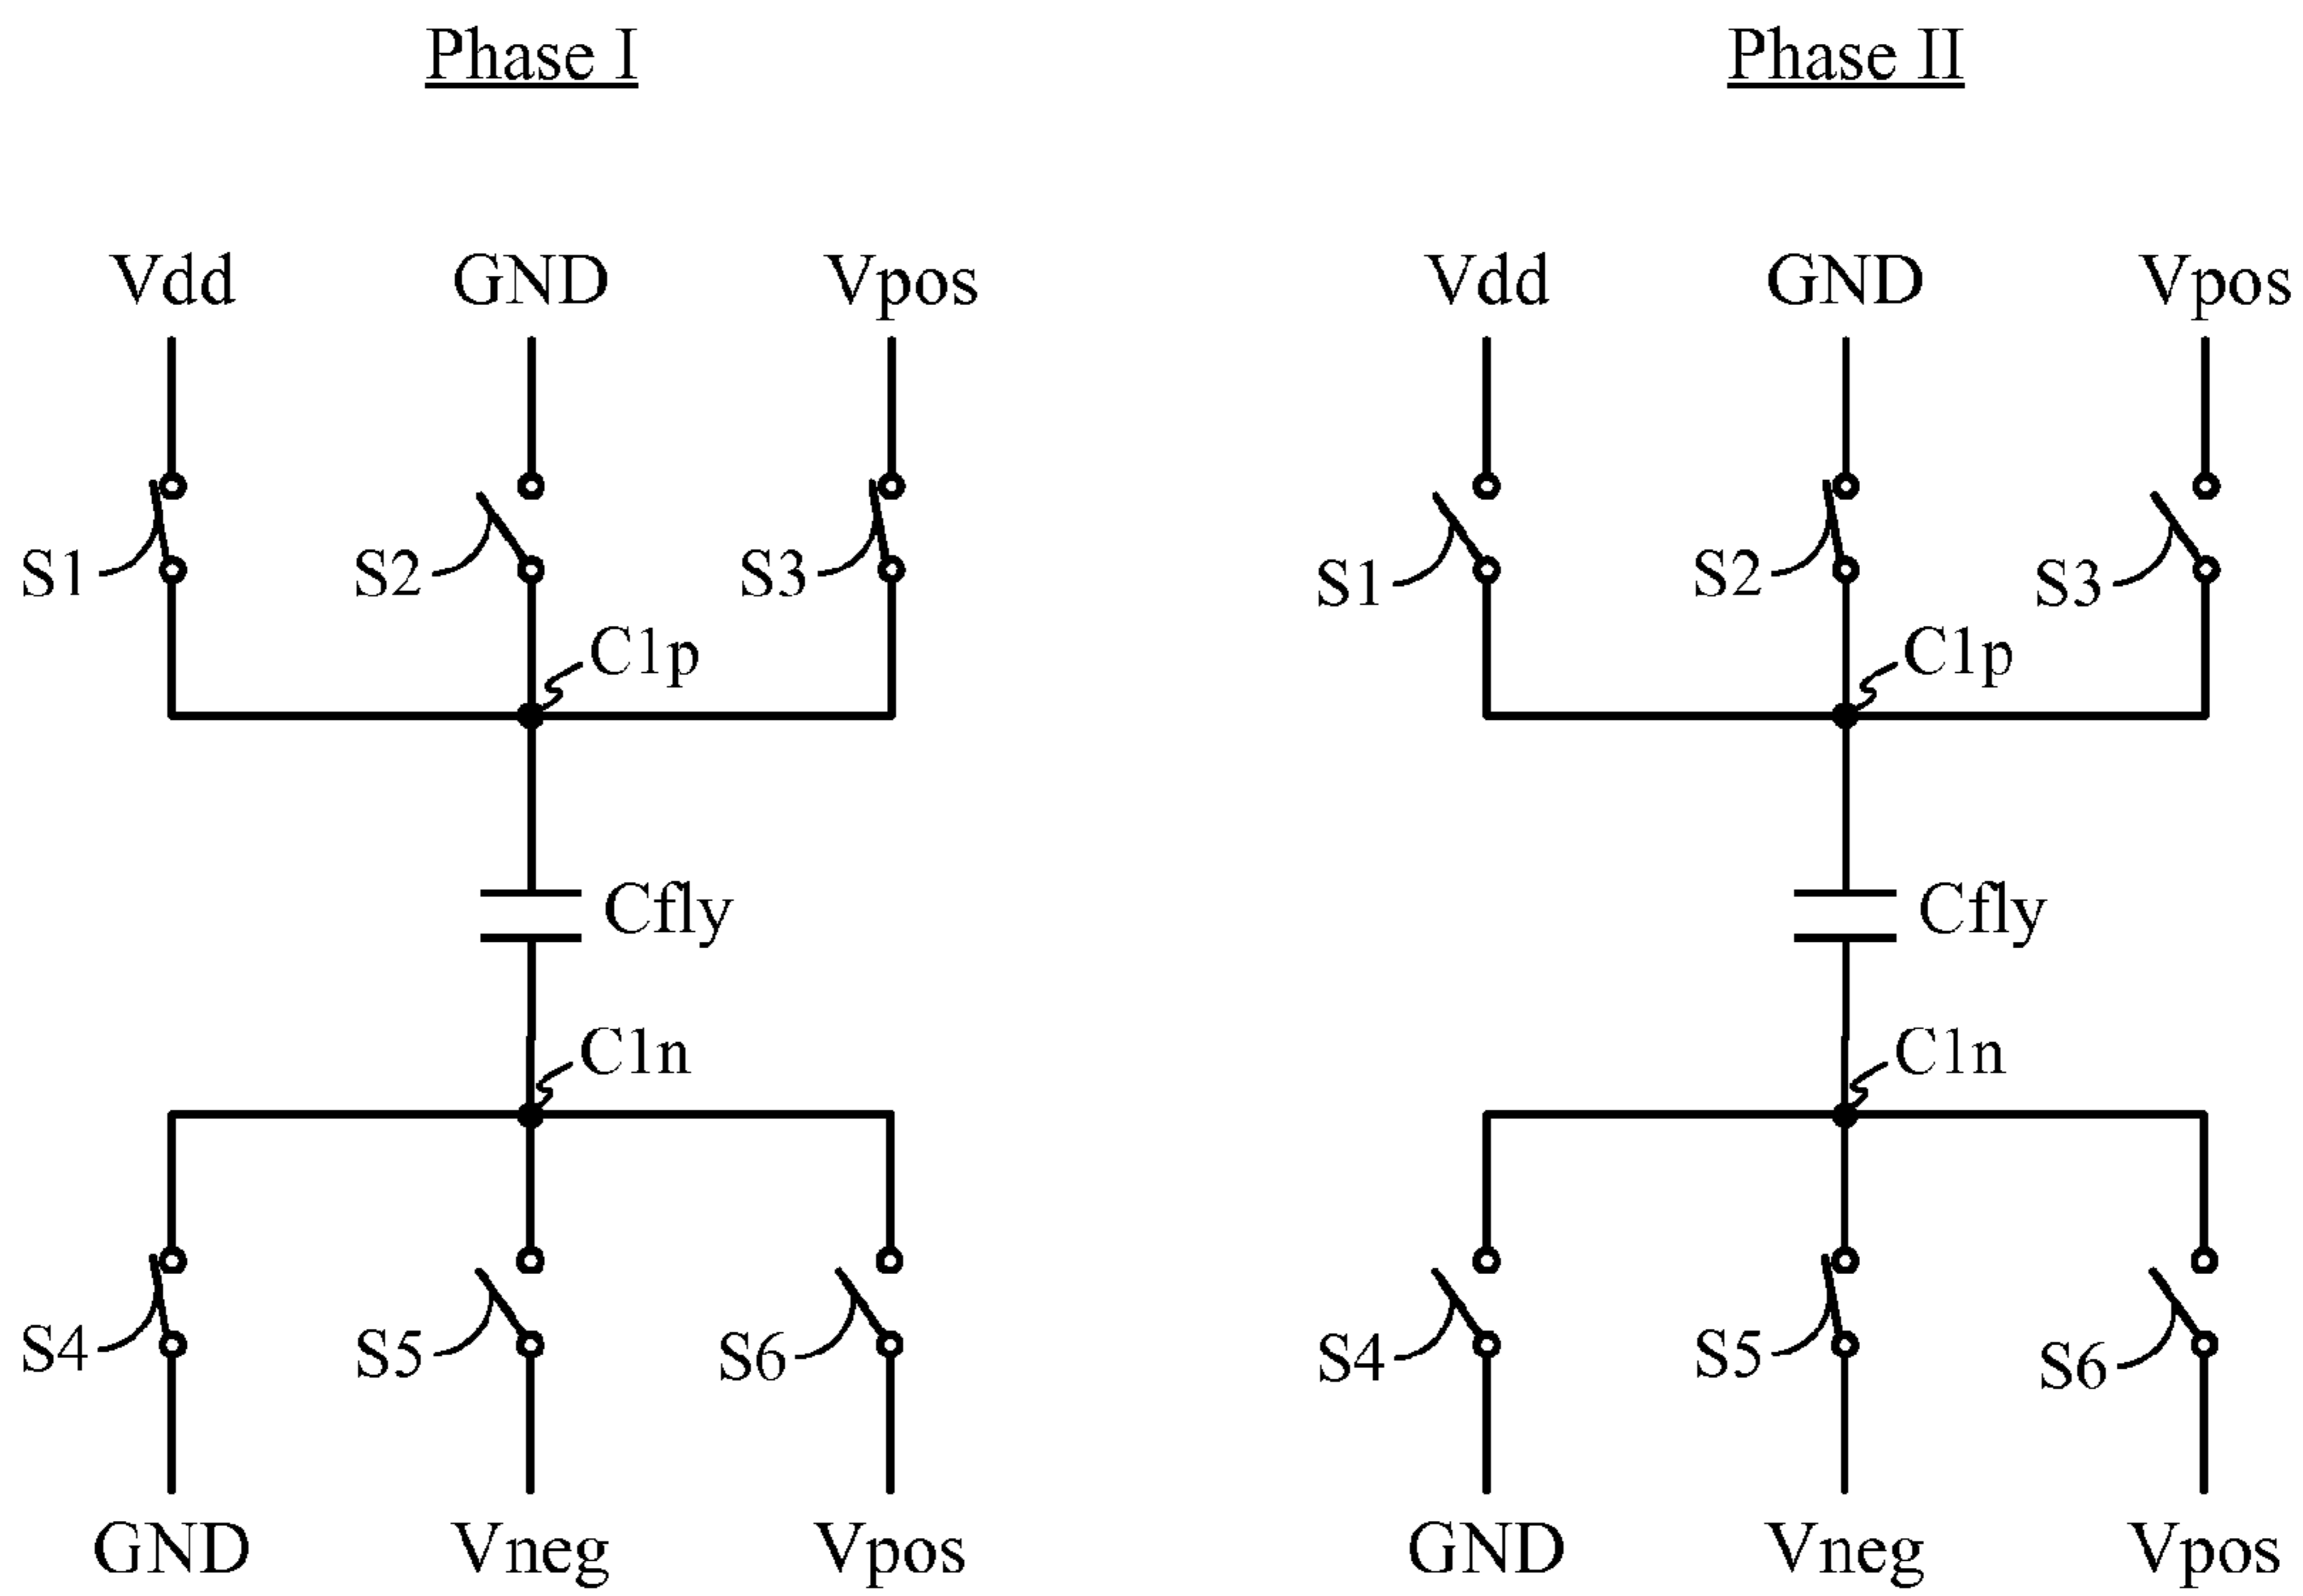 Phase I
Phase II
Vdd
GND
Vpos
Vdd
GND
Vpos
S1
S2
S3
S1
S2
S3
C1p
C1p
Cfly
Cfly
C1n
C1n
S4
S5
S6
S4
S5
S6
GND
Vneg
Vpos
GND
Vneg
Vpos